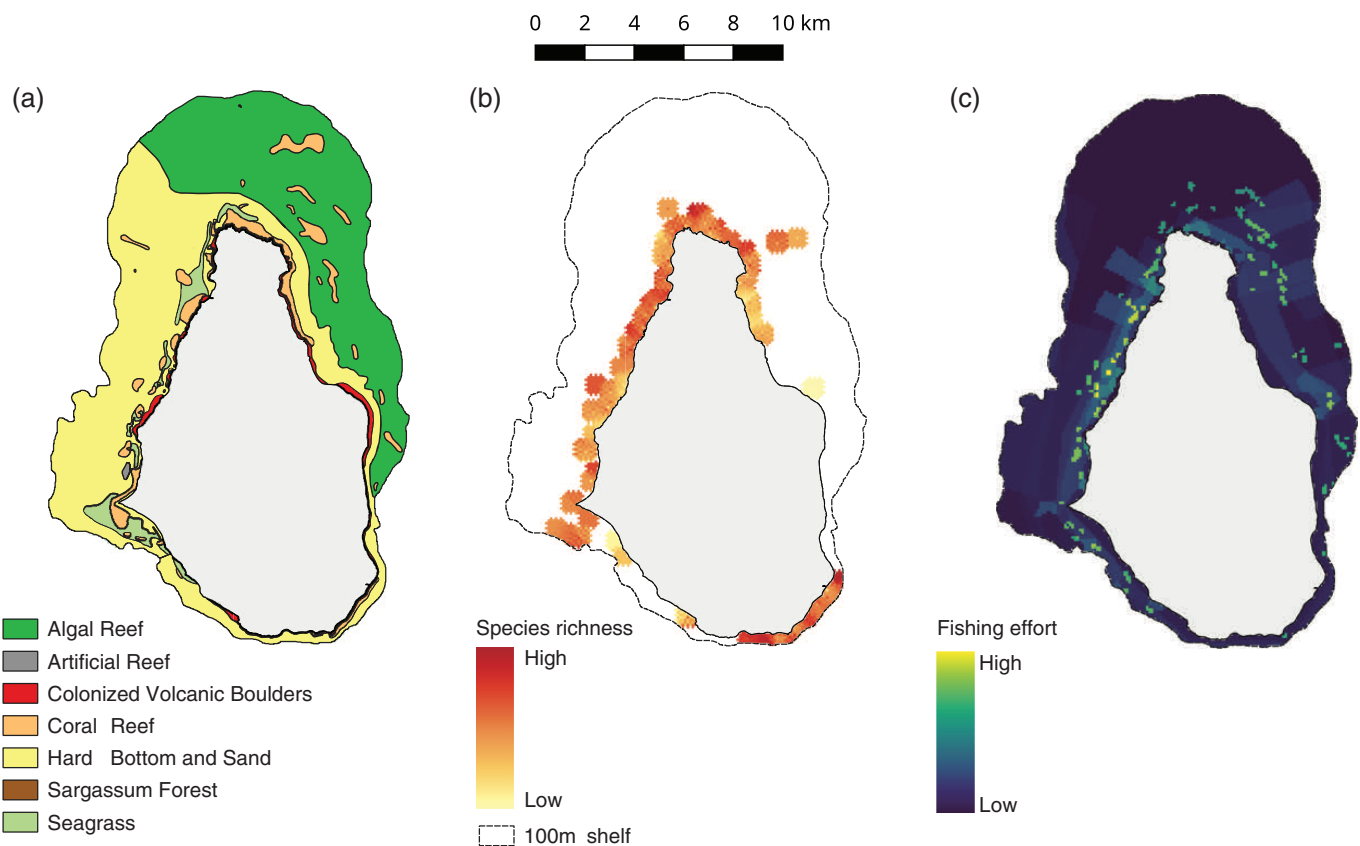 0 2 4 6 8 10 km
(a)
(b)
(c)
Algal Reef
Artificial Reef
Colonized Volcanic Boulders
Coral Reef
Hard Bottom and Sand
Sargassum Forest
Seagrass
Species richness
High
Low
100m shelf
Fishing effort
High
Low